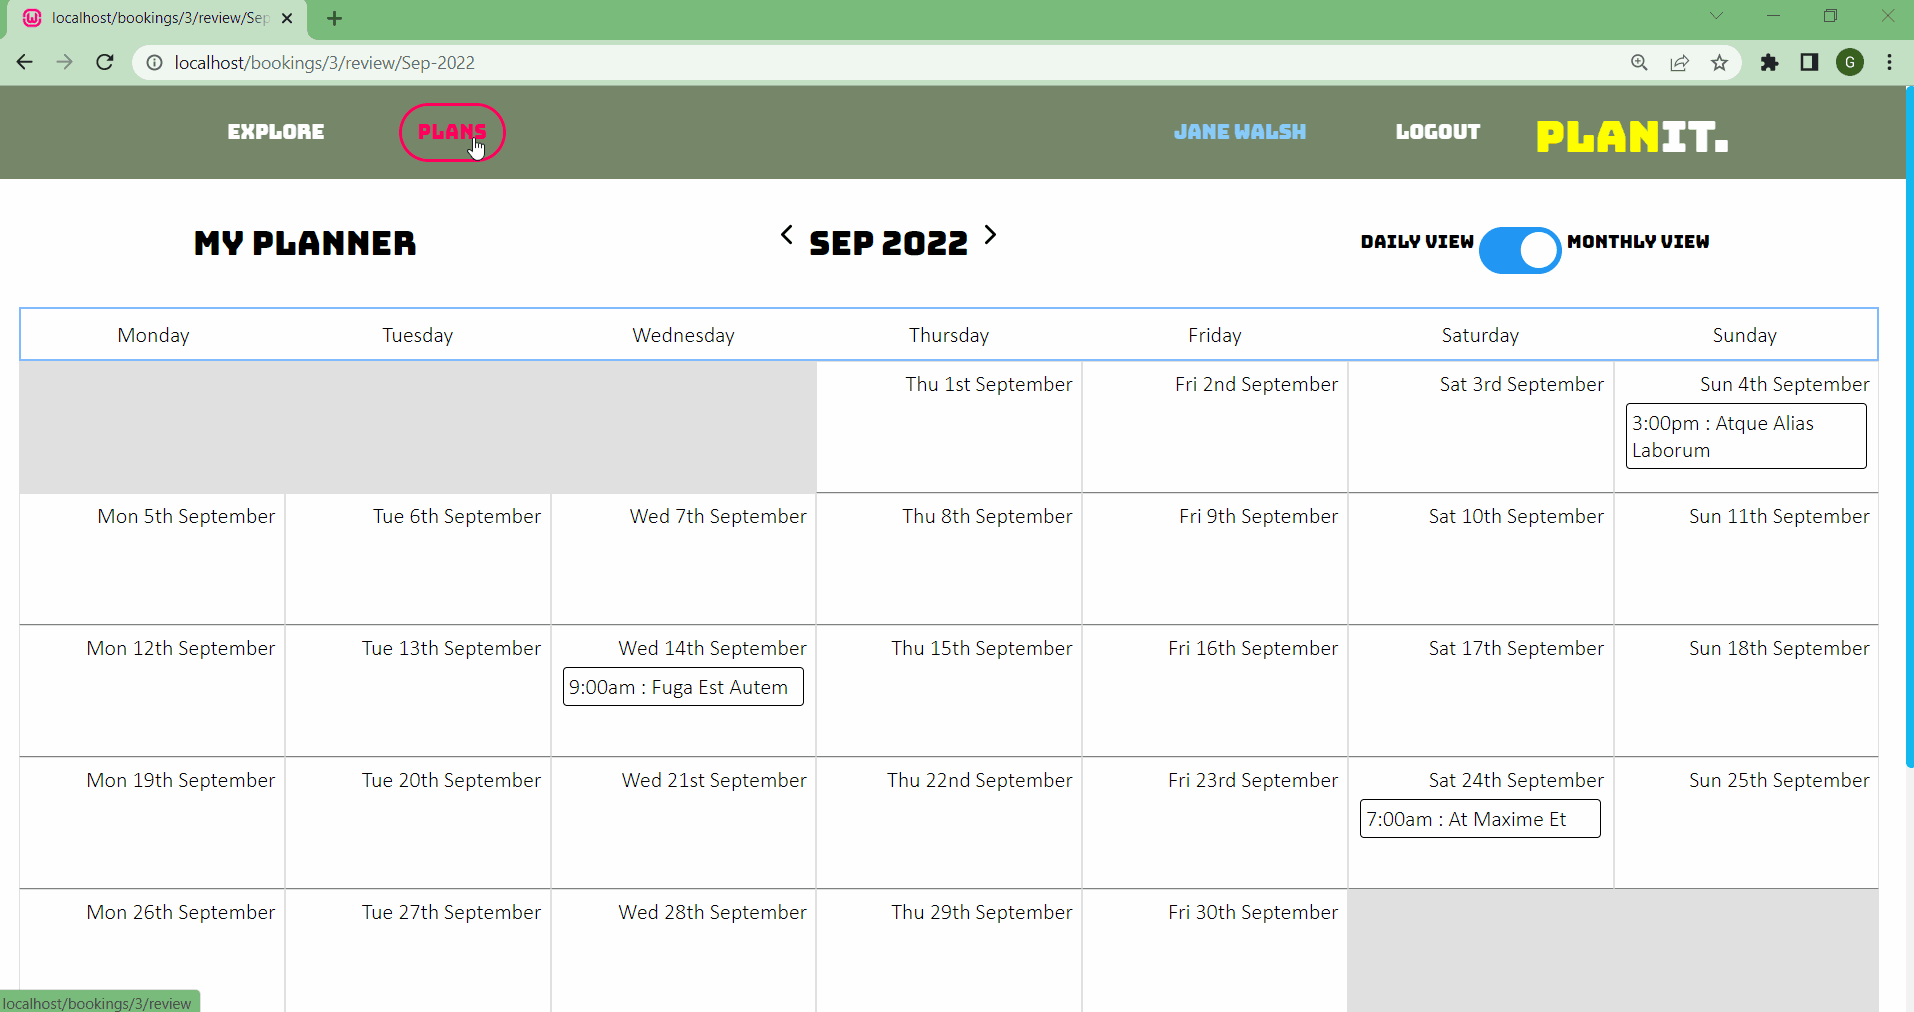 localhost/bookings/3/review/Sep
localhost/bookings/3/review/Sep-2022
G
EXPLORE PLANS JANE WALSH LOGOUT PLANIT.
MY PLANNER SEP 2022 DAILY VIEW MONTHLY VIEW
Monday Tuesday Wednesday Thursday Friday Saturday Sunday
Thu 1st September Fri 2nd September Sat 3rd September Sun 4th September
3:00pm : Atque Alias
Laborum
Mon 5th September Tue 6th September Wed 7th September Thu 8th September Fri 9th September Sat 10th September Sun 11th September
Mon 12th September Tue 13th September Wed 14th September Thu 15th September Fri 16th September Sat 17th September Sun 18th September
9:00am : Fuga Est Autem
Mon 19th September Tue 20th September Wed 21st September Thu 22nd September Fri 23rd September Sat 24th September Sun 25th September
7:00am : At Maxime Et
Mon 26th September Tue 27th September Wed 28th September Thu 29th September Fri 30th September
localhost/bookings/3/review